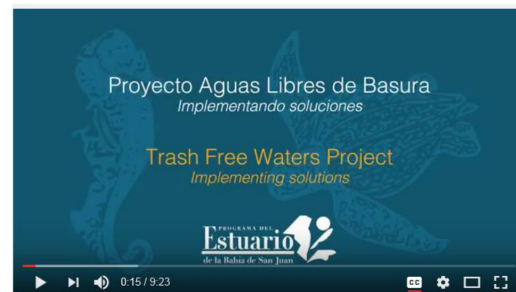 Proyecto Aguas Libres de Basura
Implementando soluciones
Trash Free Waters Project
Implementing solutions
PROGRAMA DEL
Estuario
de la Bahía de San Juan
0:15 / 9:23
CC